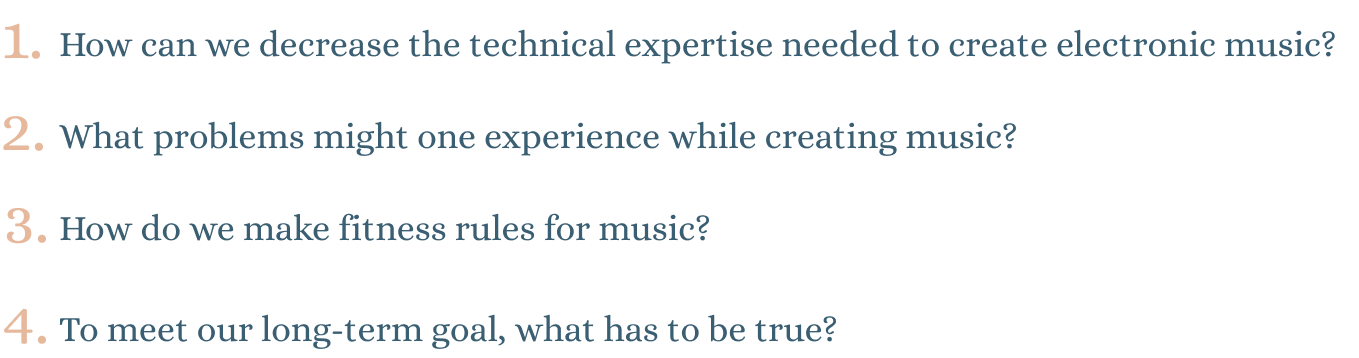 1. How can we decrease the technical expertise needed to create electronic music?
2. What problems might one experience while creating music?
3. How do we make fitness rules for music?
4. To meet our long-term goal, what has to be true?